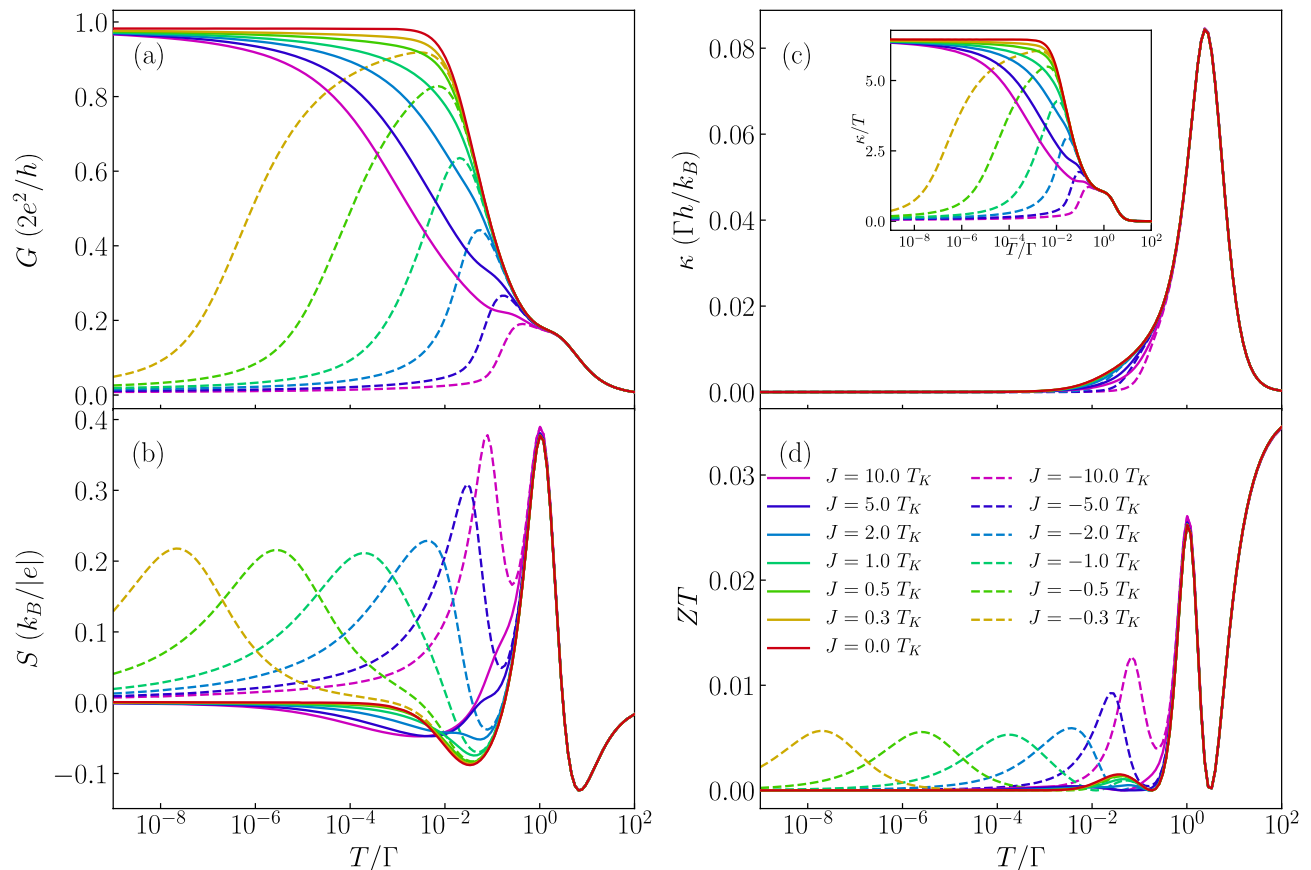 (a)
G (2e²/h)
1.0
0.8
0.6
0.4
0.2
0.0
(b)
S (k_B/|e|)
0.4
0.3
0.2
0.1
0.0
−0.1
10⁻⁸ 10⁻⁶ 10⁻⁴ 10⁻² 10⁰ 10²
T/Γ
(c)
κ (Γh/k_B)
0.08
0.06
0.04
0.02
0.00
κ/T
5.0
2.5
0.0
10⁻⁸ 10⁻⁶ 10⁻⁴ 10⁻² 10⁰ 10²
T/Γ
(d)
ZT
0.03
0.02
0.01
0.00
J = 10.0 T_K J = −10.0 T_K
J = 5.0 T_K J = −5.0 T_K
J = 2.0 T_K J = −2.0 T_K
J = 1.0 T_K J = −1.0 T_K
J = 0.5 T_K J = −0.5 T_K
J = 0.3 T_K J = −0.3 T_K
J = 0.0 T_K
10⁻⁸ 10⁻⁶ 10⁻⁴ 10⁻² 10⁰ 10²
T/Γ